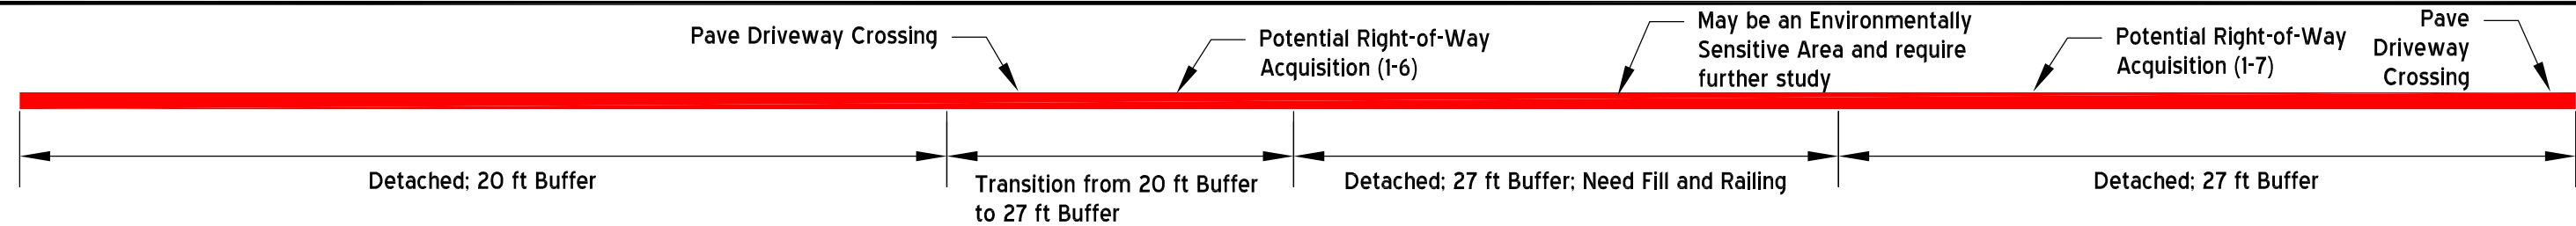 Pave Driveway Crossing
Potential Right-of-Way
Acquisition (1-6)
May be an Environmentally
Sensitive Area and require
further study
Potential Right-of-Way
Acquisition (1-7)
Pave
Driveway
Crossing
Detached; 20 ft Buffer
Transition from 20 ft Buffer
to 27 ft Buffer
Detached; 27 ft Buffer; Need Fill and Railing
Detached; 27 ft Buffer